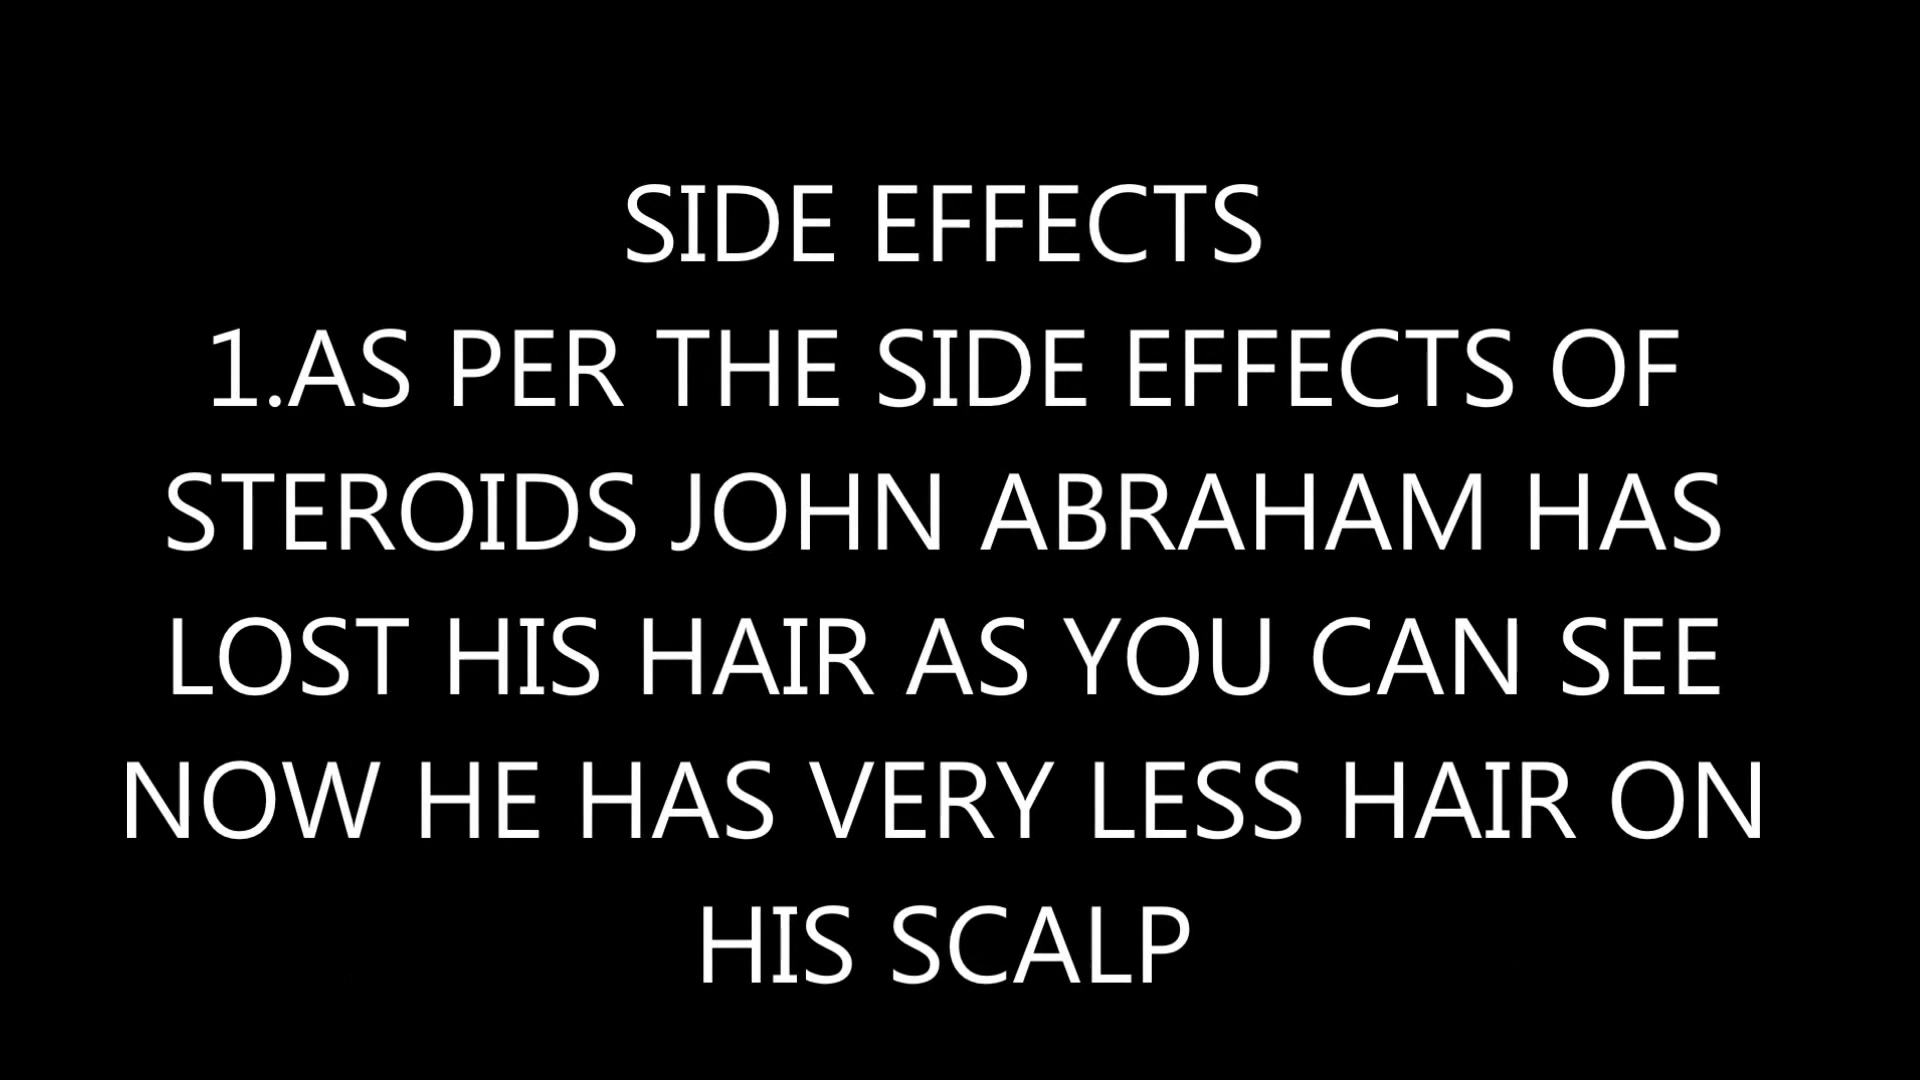 SIDE EFFECTS
1.AS PER THE SIDE EFFECTS OF
STEROIDS JOHN ABRAHAM HAS
LOST HIS HAIR AS YOU CAN SEE
NOW HE HAS VERY LESS HAIR ON
HIS SCALP